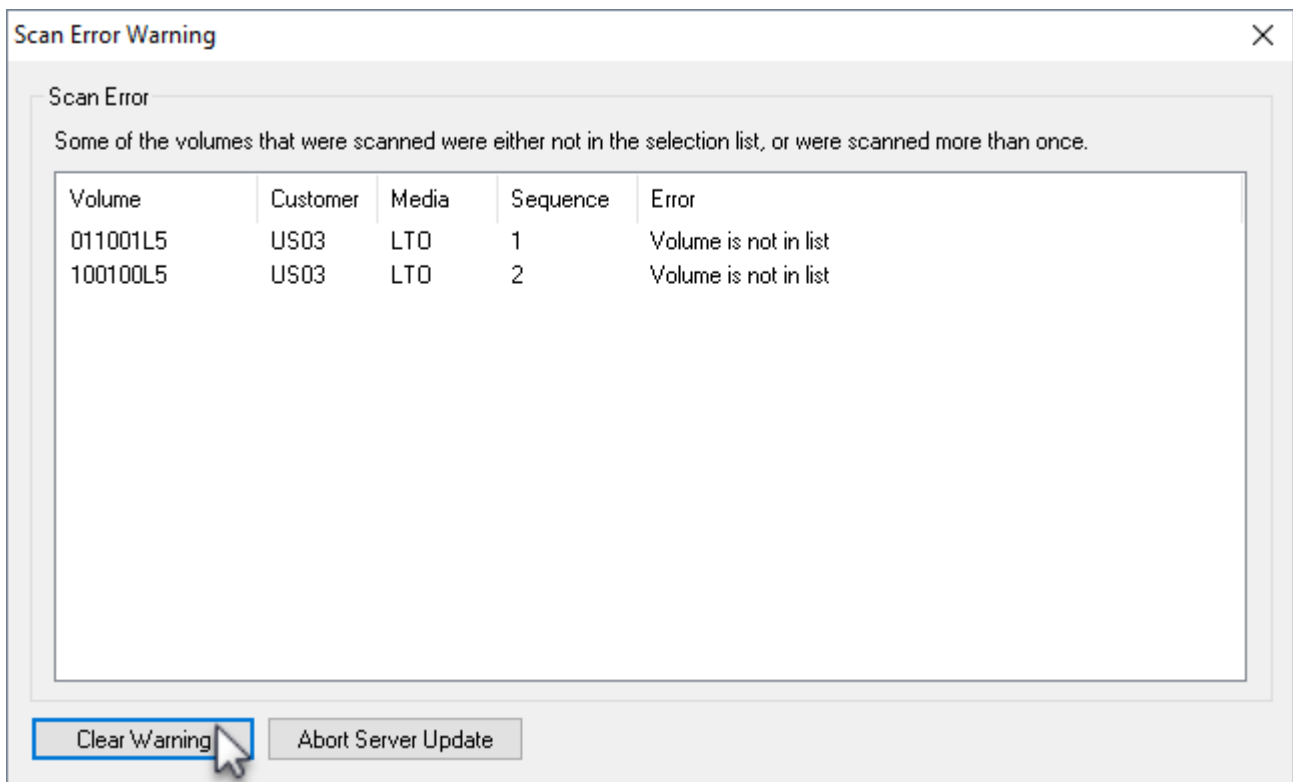 Scan Error Warning
Scan Error
Some of the volumes that were scanned were either not in the selection list, or were scanned more than once.
Volume Customer Media Sequence Error
011001L5 US03 LTO 1 Volume is not in list
100100L5 US03 LTO 2 Volume is not in list
Clear Warning Abort Server Update